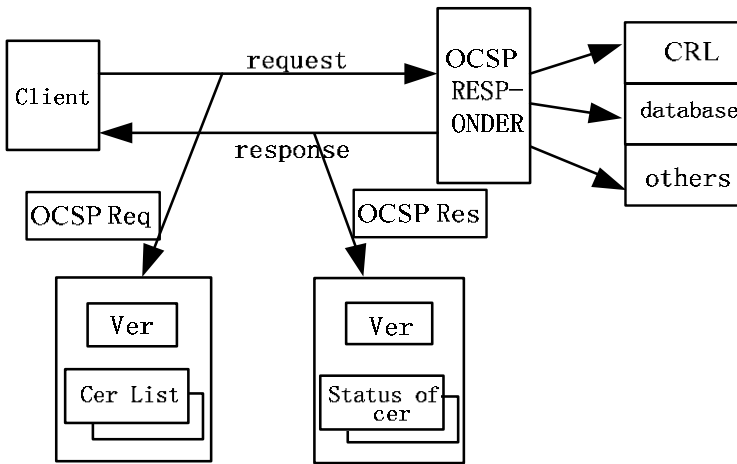 request
OCSP
RESP-
ONDER
CRL
Client
database
response
others
OCSP Req
OCSP Res
Ver
Ver
Cer List
Status of
cer